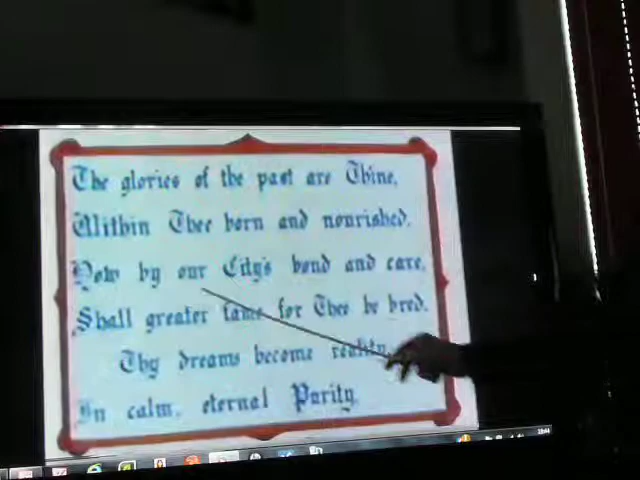 The glories of the past are Thine,
Within Thee born and nourished.
Now by our City's bond and care,
Shall greater fame for Thee be bred.
Thy dreams become reality
In calm, eternal Purity.